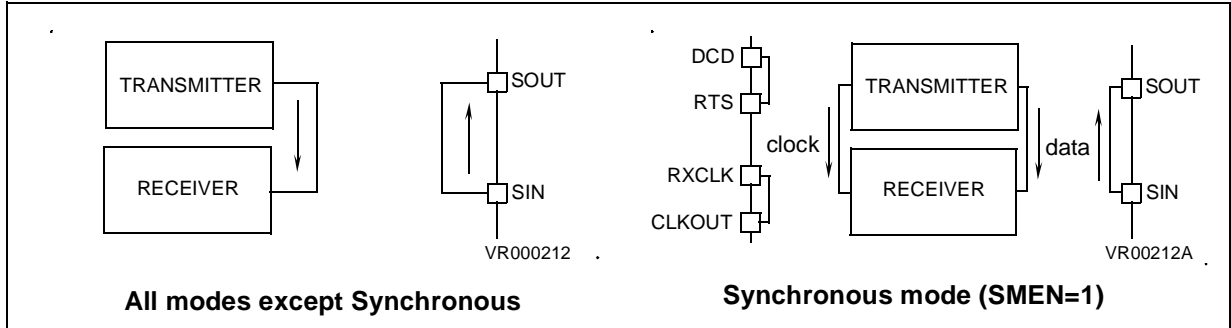 TRANSMITTER
RECEIVER
SOUT
SIN
VR000212
All modes except Synchronous
DCD
RTS
RXCLK
CLKOUT
clock
TRANSMITTER
RECEIVER
data
SOUT
SIN
VR00212A
Synchronous mode (SMEN=1)